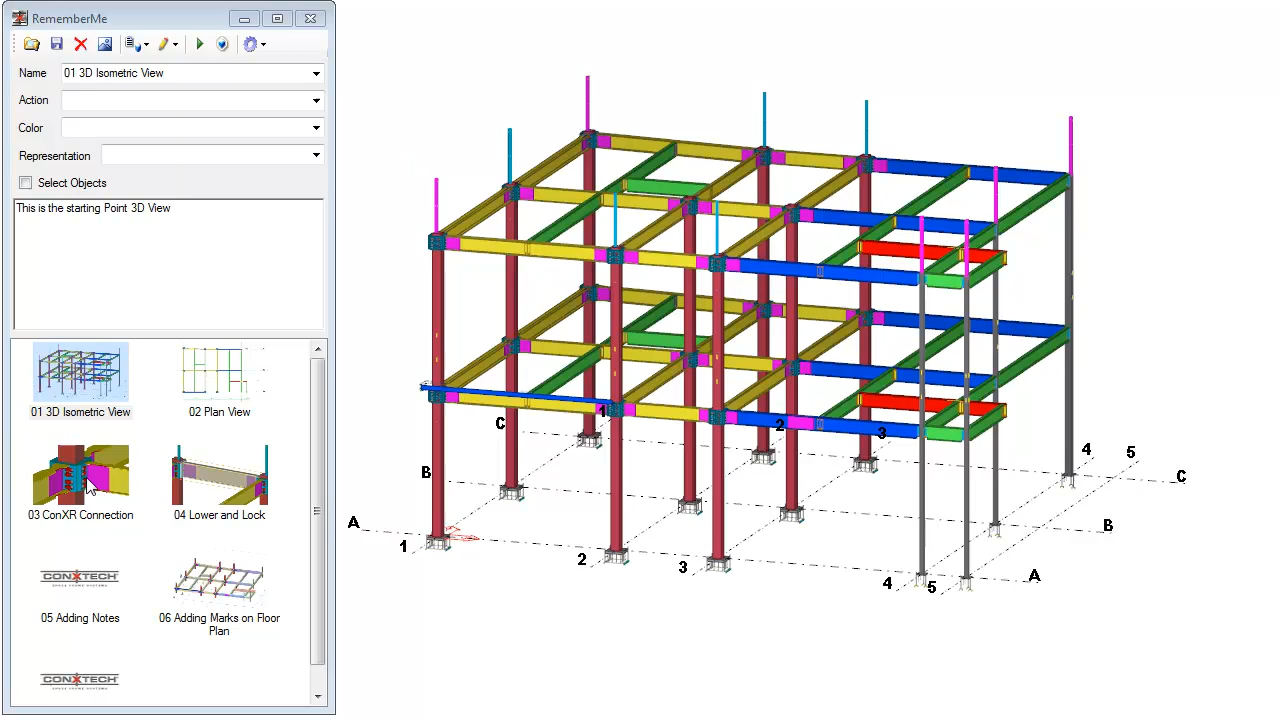 RememberMe
Name 01 3D Isometric View
Action
Color
Representation
Select Objects
This is the starting Point 3D View
01 3D Isometric View
02 Plan View
03 ConXR Connection
04 Lower and Lock
CONXTECH
05 Adding Notes
06 Adding Marks on Floor
Plan
CONXTECH
1
2
3
C
B
A
1
2
3
4
5
4
5
C
B
A